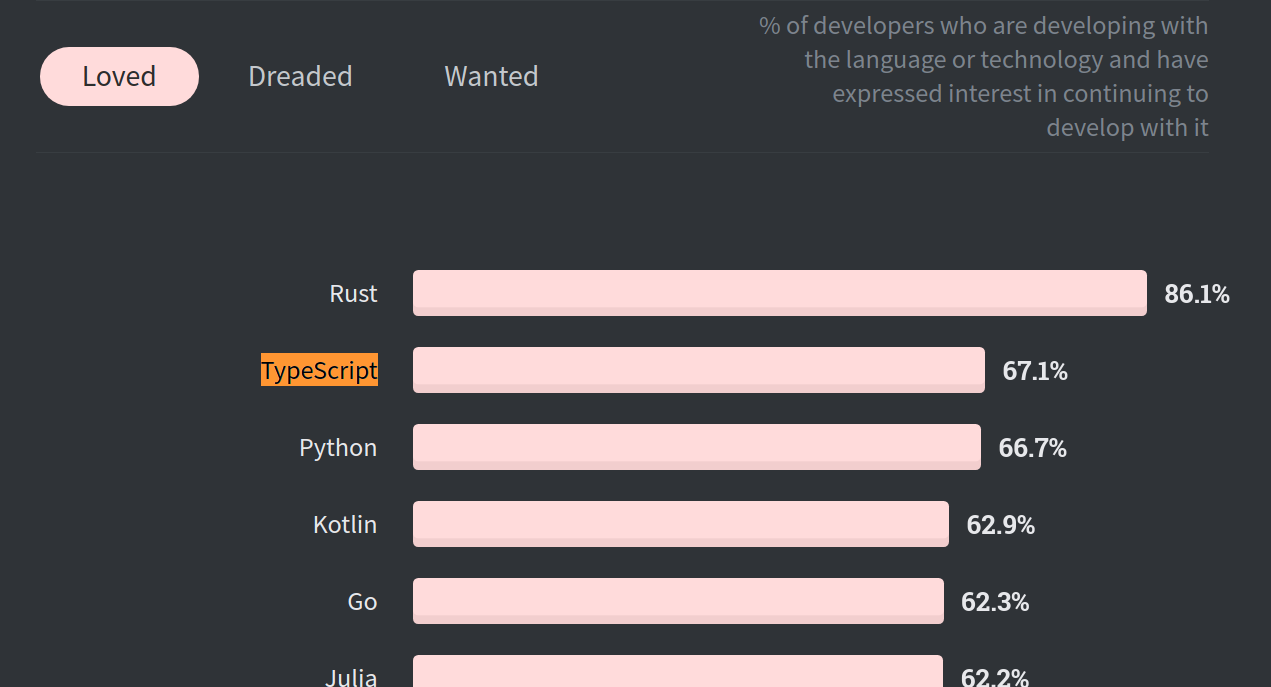 Loved Dreaded Wanted
% of developers who are developing with
the language or technology and have
expressed interest in continuing to
develop with it
Rust 86.1%
TypeScript 67.1%
Python 66.7%
Kotlin 62.9%
Go 62.3%
Julia 62.2%